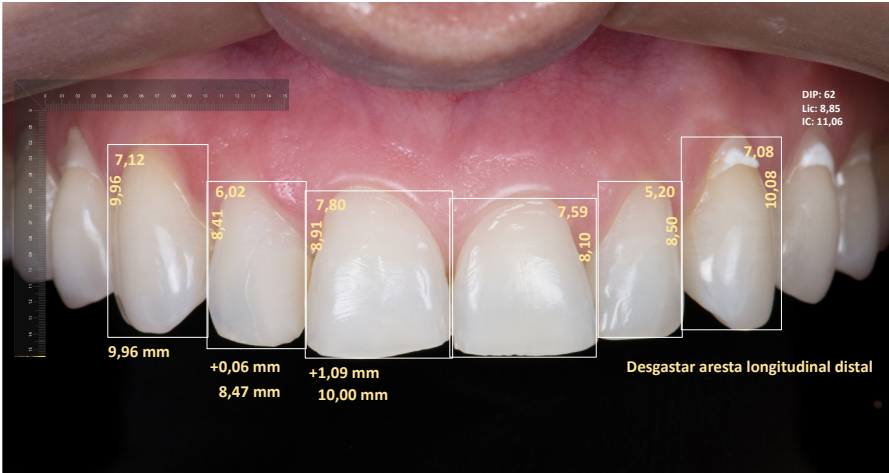 DIP: 62
Lic: 8,85
IC: 11,06
7,12
9,96
6,02
8,41
7,80
8,91
7,59
8,10
5,20
8,50
7,08
10,08
9,96 mm
+0,06 mm
8,47 mm
+1,09 mm
10,00 mm
Desgastar aresta longitudinal distal